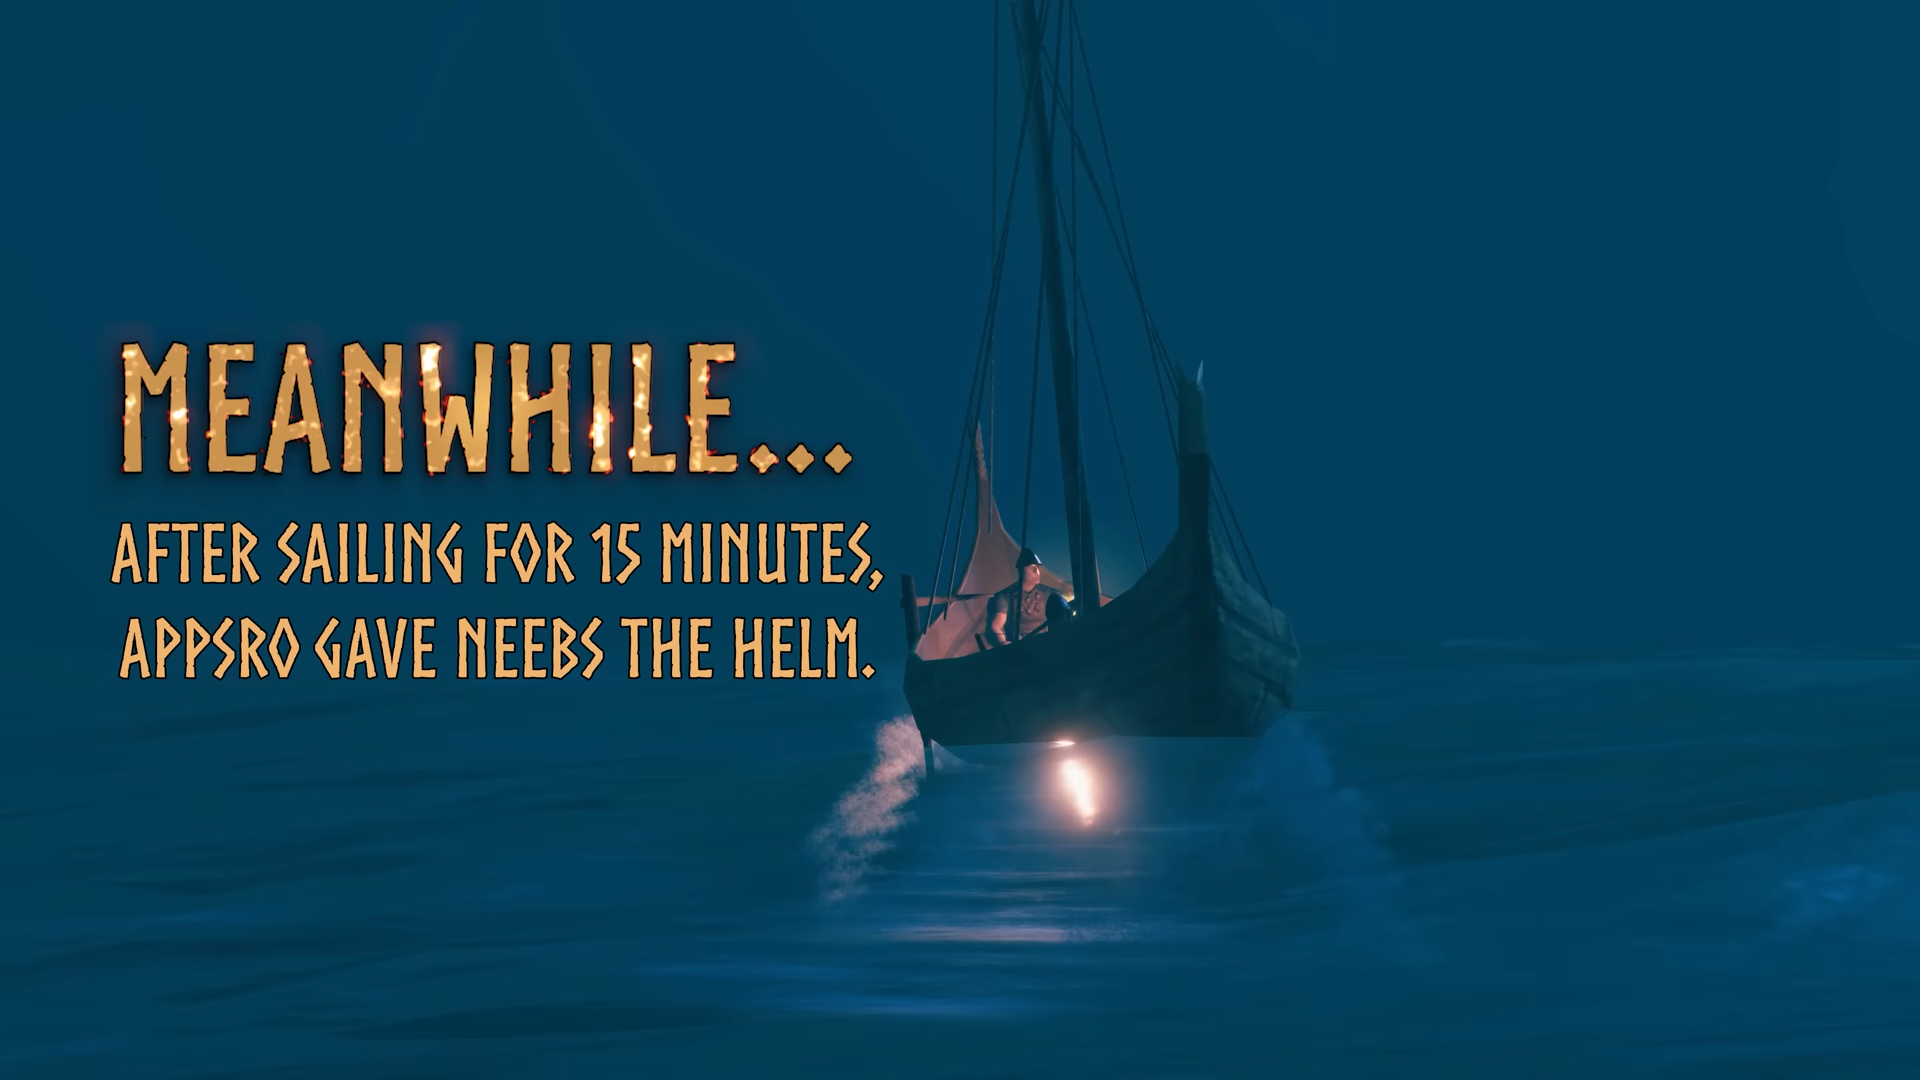 MEANWHILE...
AFTER SAILING FOR 15 MINUTES,
APPSRO GAVE NEEBS THE HELM.